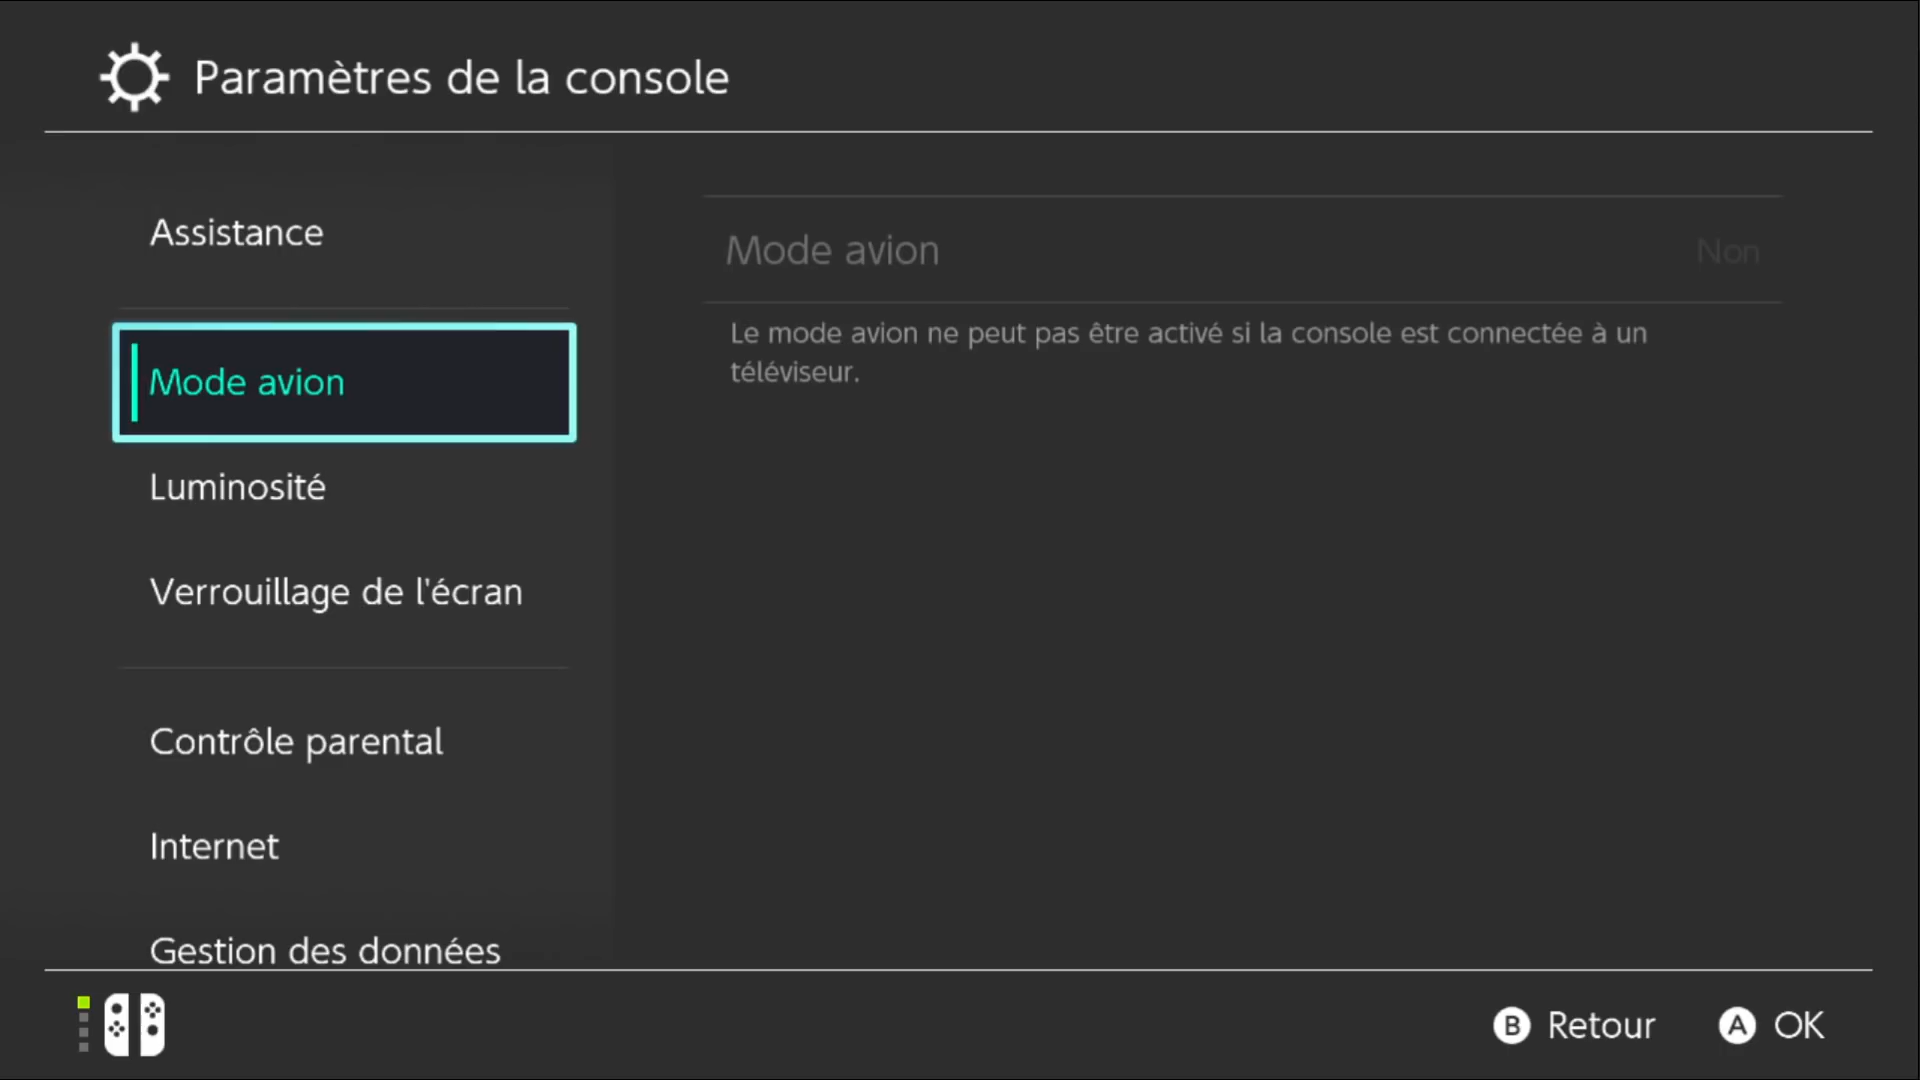 Paramètres de la console
Assistance
Mode avion
Luminosité
Verrouillage de l'écran
Contrôle parental
Internet
Gestion des données
Mode avion Non
Le mode avion ne peut pas être activé si la console est connectée à un
téléviseur.
B Retour A OK